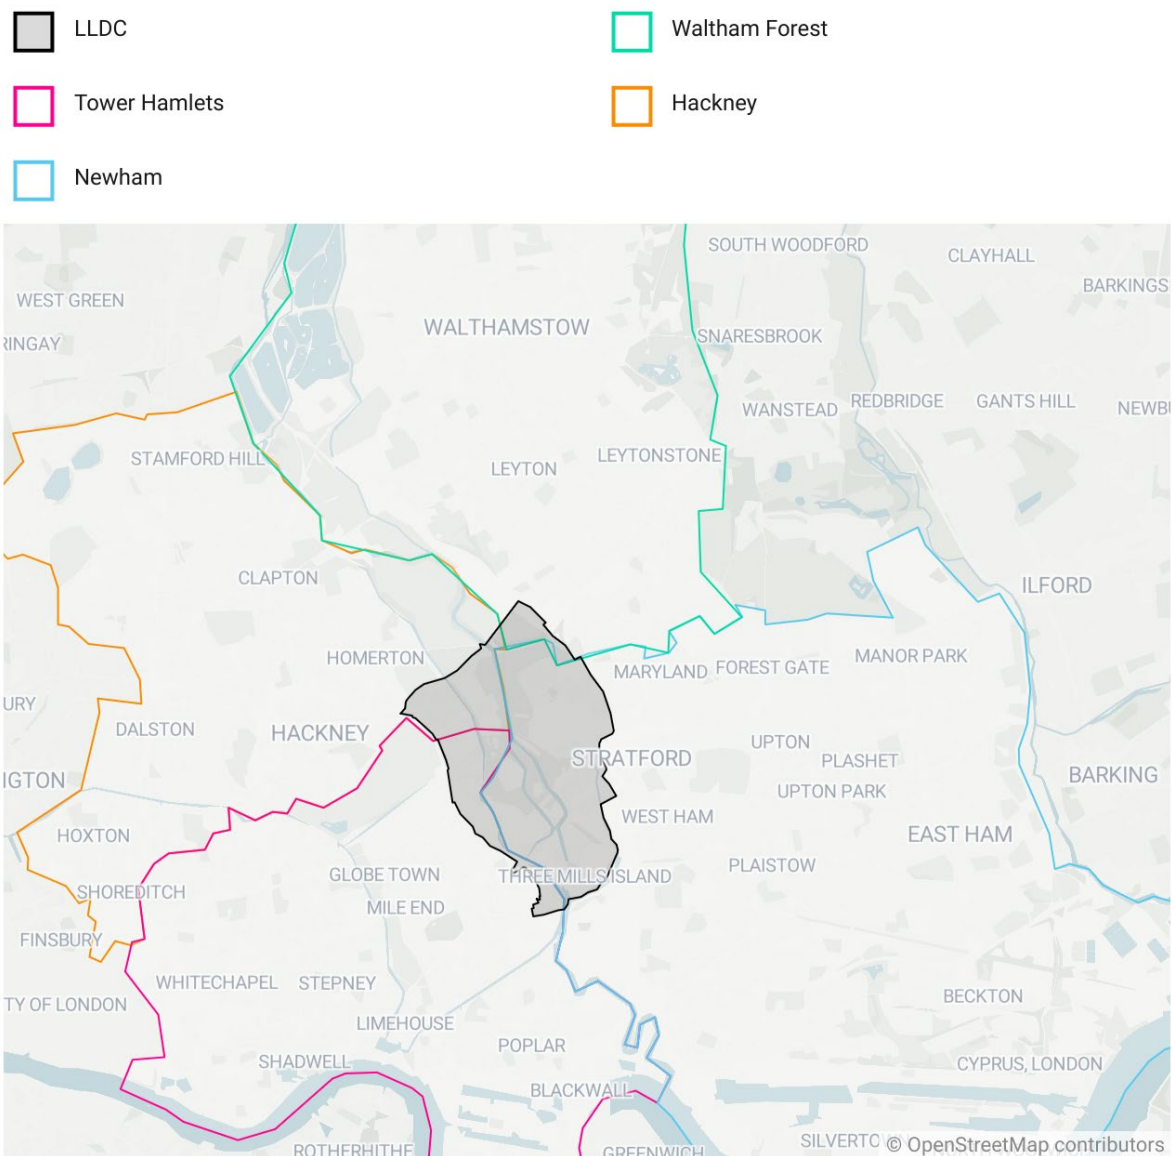 LLDC
Waltham Forest
Tower Hamlets
Hackney
Newham
SOUTH WOODFORD
CLAYHALL
BARKINGS
WEST GREEN
WALTHAMSTOW
SNARESBROOK
RINGAY
REDBRIDGE
GANTS HILL
WANSTEAD
NEWBU
STAMFORD HILL
LEYTONSTONE
LEYTON
CLAPTON
ILFORD
HOMERTON
MANOR PARK
MARYLAND
FOREST GATE
URY
DALSTON
HACKNEY
UPTON
STRATFORD
PLASHET
IGTON
BARKING
UPTON PARK
WEST HAM
HOXTON
EAST HAM
PLAISTOW
GLOBE TOWN
THREE MILLS ISLAND
SHOREDITCH
MILE END
FINSBURY
WHITECHAPEL
STEPNEY
BECKTON
TY OF LONDON
LIMEHOUSE
POPLAR
SHADWELL
CYPRUS, LONDON
BLACKWALL
SILVERTO
© OpenStreetMap contributors
ROTHERHITHE
GREENWICH